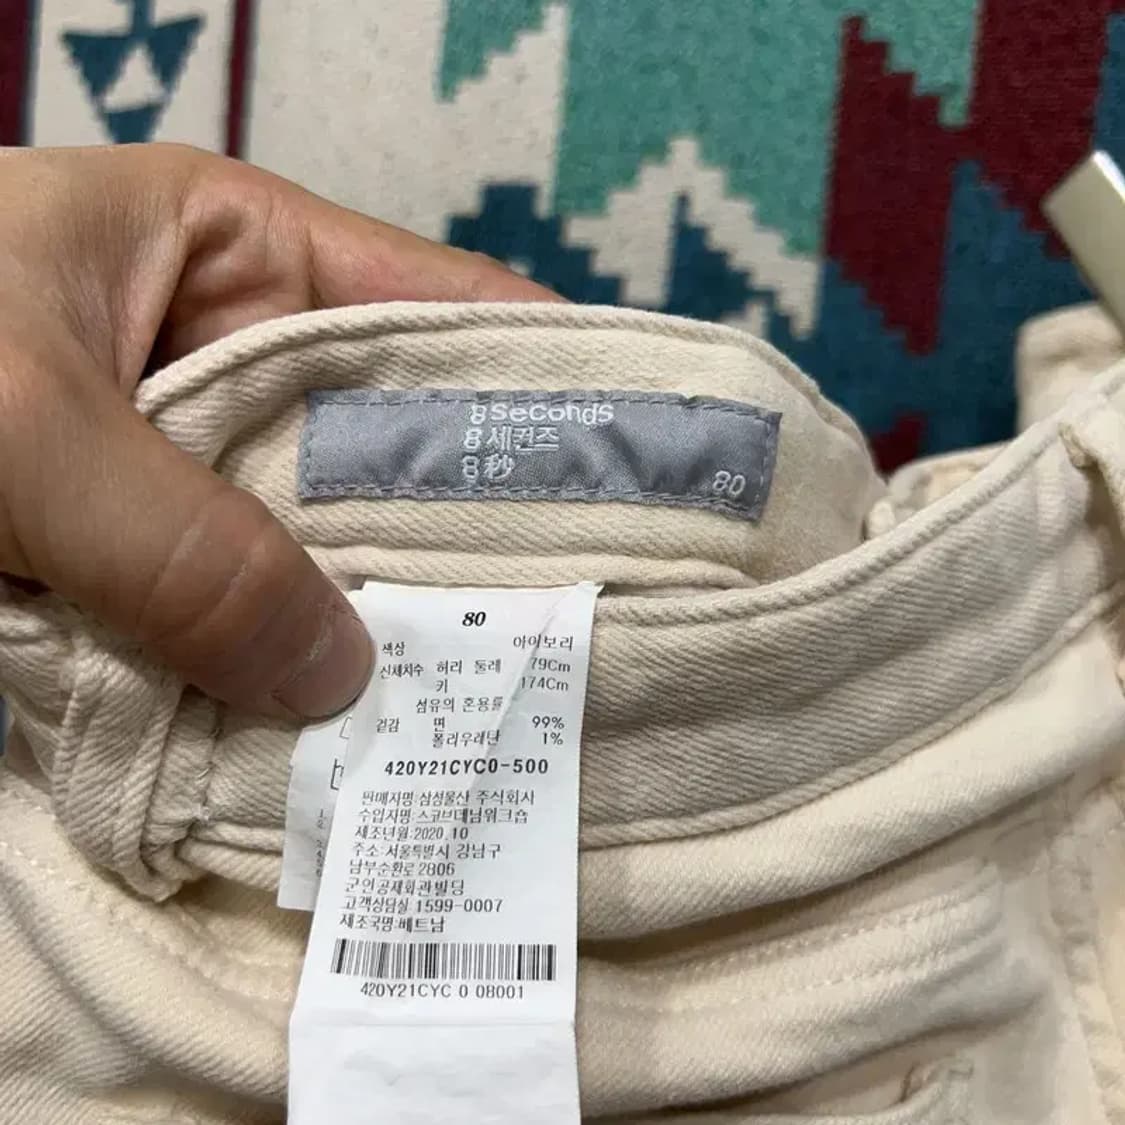 8seconds
8세컨즈
8秒
80
80
색상 아이보리
신체치수 허리 둘레 79Cm
키 174Cm
섬유의 혼용률
겉감 면 99%
폴리우레탄 1%
420Y21CYC0-500
판매자명:삼성물산 주식회사
수입자명:스코브데님워크숍
제조년월:2020.10
주소:서울특별시 강남구
남부순환로 2806
군인공제회관빌딩
고객상담실 1599-0007
제조국명:베트남
420Y21CYC 0 08001